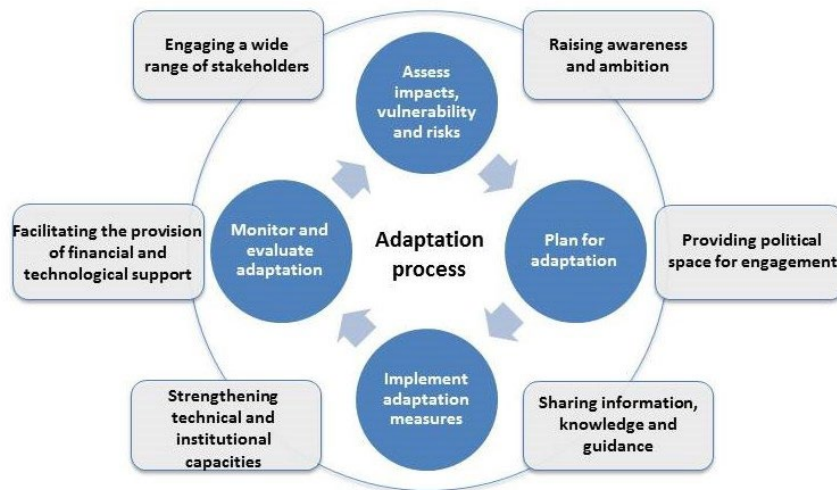 Engaging a wide
range of stakeholders
Raising awareness
and ambition
Assess
impacts,
vulnerability
and risks
Facilitating the provision
of financial and
technological support
Monitor and
evaluate
adaptation
Adaptation
process
Plan for
adaptation
Providing political
space for engagement
Implement
adaptation
measures
Strengthening
technical and
institutional
capacities
Sharing information,
knowledge and
guidance